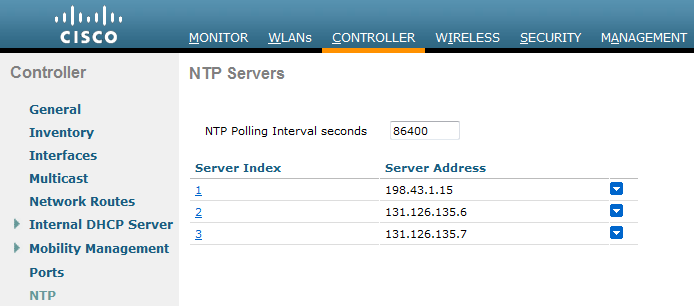 CISCO
MONITOR WLANs CONTROLLER WIRELESS SECURITY MANAGEMENT
Controller
General
Inventory
Interfaces
Multicast
Network Routes
Internal DHCP Server
Mobility Management
Ports
NTP
NTP Servers
NTP Polling Interval seconds 86400
Server Index Server Address
1 198.43.1.15
2 131.126.135.6
3 131.126.135.7